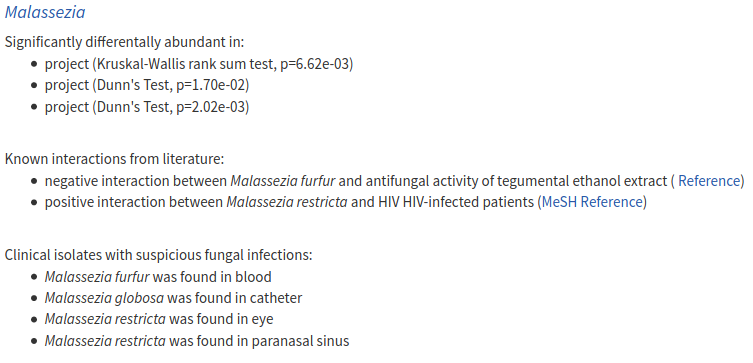 Malassezia
Significantly differentally abundant in:
• project (Kruskal-Wallis rank sum test, p=6.62e-03)
• project (Dunn's Test, p=1.70e-02)
• project (Dunn's Test, p=2.02e-03)
Known interactions from literature:
• negative interaction between Malassezia furfur and antifungal activity of tegumental ethanol extract ( Reference)
• positive interaction between Malassezia restricta and HIV HIV-infected patients (MeSH Reference)
Clinical isolates with suspicious fungal infections:
• Malassezia furfur was found in blood
• Malassezia globosa was found in catheter
• Malassezia restricta was found in eye
• Malassezia restricta was found in paranasal sinus